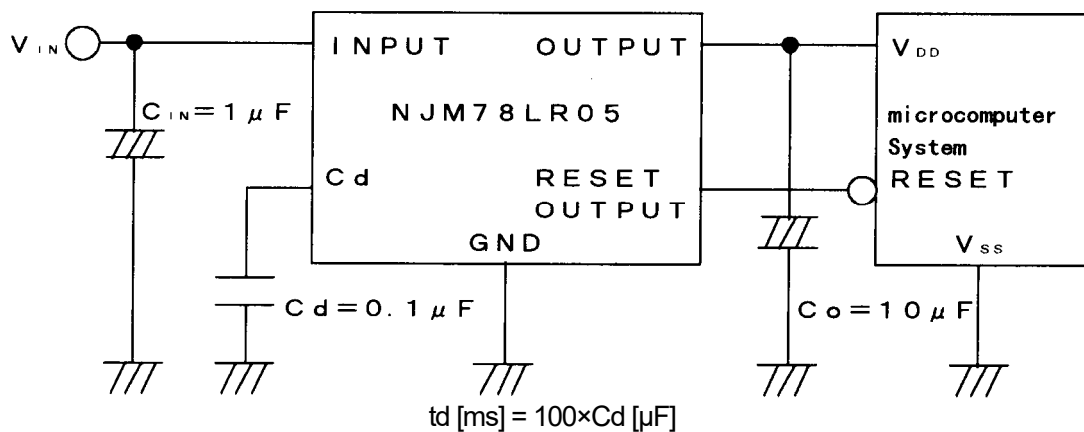 VIN
INPUT
OUTPUT
VDD
CIN=1μF
NJM78LR05
microcomputer
System
Cd
RESET
OUTPUT
RESET
GND
VSS
Cd=0.1μF
Co=10μF
td [ms] = 100×Cd [μF]